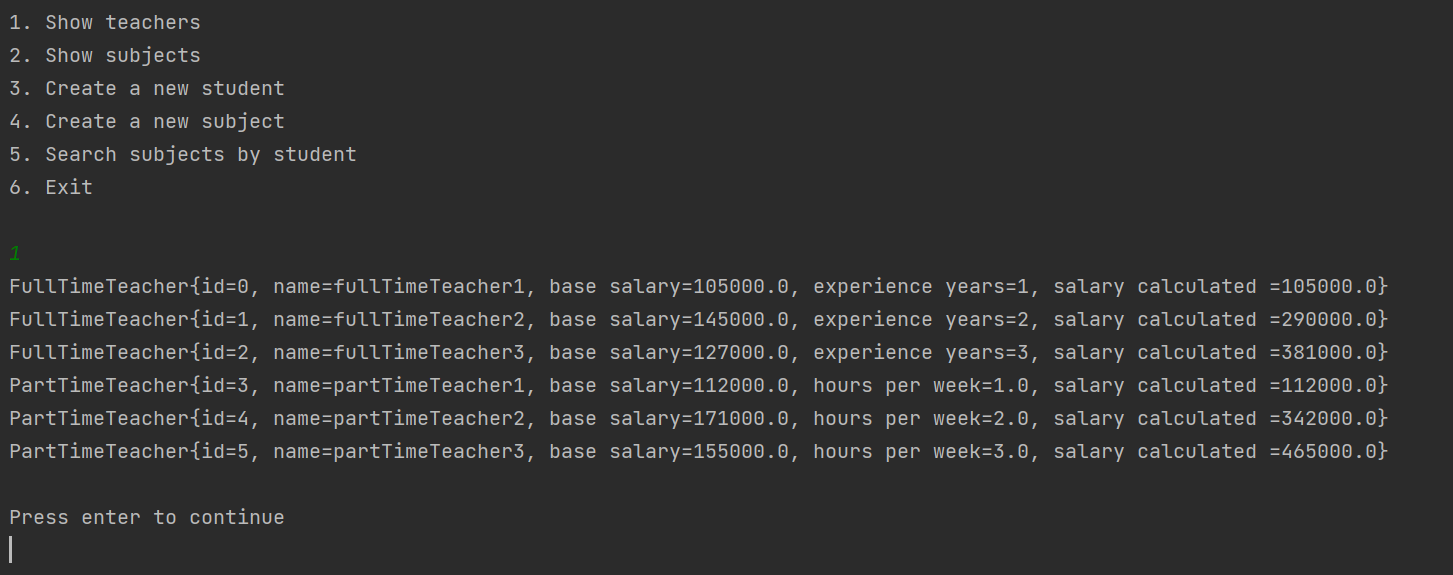 1. Show teachers
2. Show subjects
3. Create a new student
4. Create a new subject
5. Search subjects by student
6. Exit
1
FullTimeTeacher{id=0, name=fullTimeTeacher1, base salary=105000.0, experience years=1, salary calculated =105000.0}
FullTimeTeacher{id=1, name=fullTimeTeacher2, base salary=145000.0, experience years=2, salary calculated =290000.0}
FullTimeTeacher{id=2, name=fullTimeTeacher3, base salary=127000.0, experience years=3, salary calculated =381000.0}
PartTimeTeacher{id=3, name=partTimeTeacher1, base salary=112000.0, hours per week=1.0, salary calculated =112000.0}
PartTimeTeacher{id=4, name=partTimeTeacher2, base salary=171000.0, hours per week=2.0, salary calculated =342000.0}
PartTimeTeacher{id=5, name=partTimeTeacher3, base salary=155000.0, hours per week=3.0, salary calculated =465000.0}
Press enter to continue